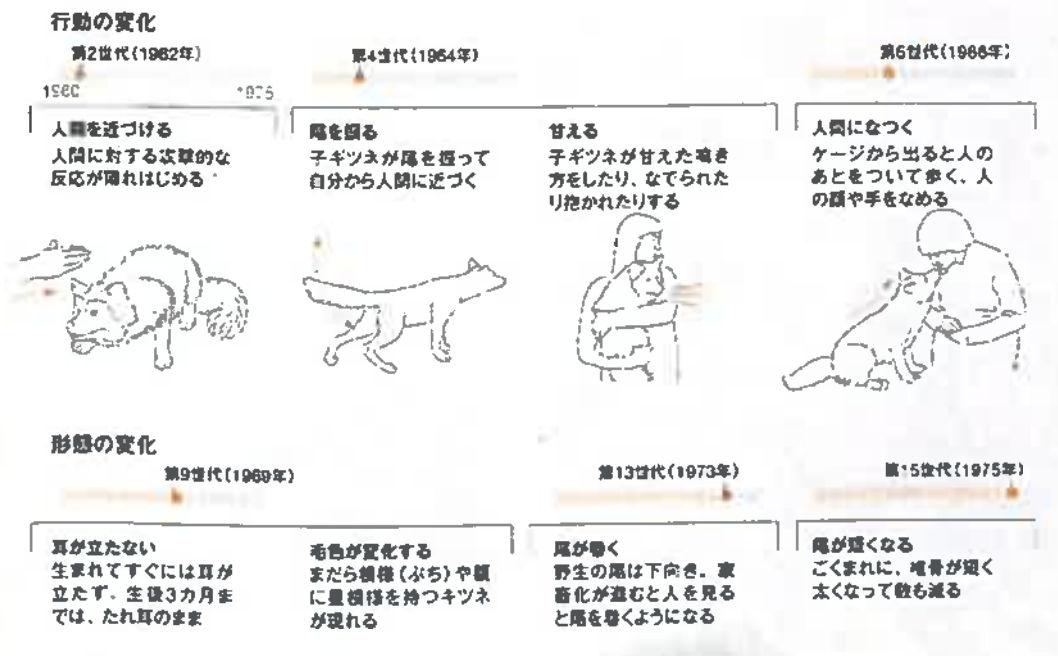 行動の変化
第2世代(1962年)
第4世代(1964年)
第6世代(1966年)
1960
1975
人間を近づける
人間に対する攻撃的な
反応が薄れはじめる
尾を振る
子ギツネが尾を振って
自分から人間に近づく
甘える
子ギツネが甘えた鳴き
方をしたり、なでられた
り抱かれたりする
人間になつく
ケージから出ると人の
あとをついて歩く、人
の顔や手をなめる
形態の変化
第9世代(1969年)
第13世代(1973年)
第15世代(1975年)
耳が立たない
生まれてすぐには耳が
立たず、生後3カ月ま
では、たれ耳のまま
毛色が変化する
まだら模様(ぶち)や額
に星模様を持つキツネ
が現れる
尾が巻く
野生の尾は下向き。家
畜化が進むと人を見る
と尾を巻くようになる
尾が短くなる
ごくまれに、尾骨が短く
太くなって数も減る